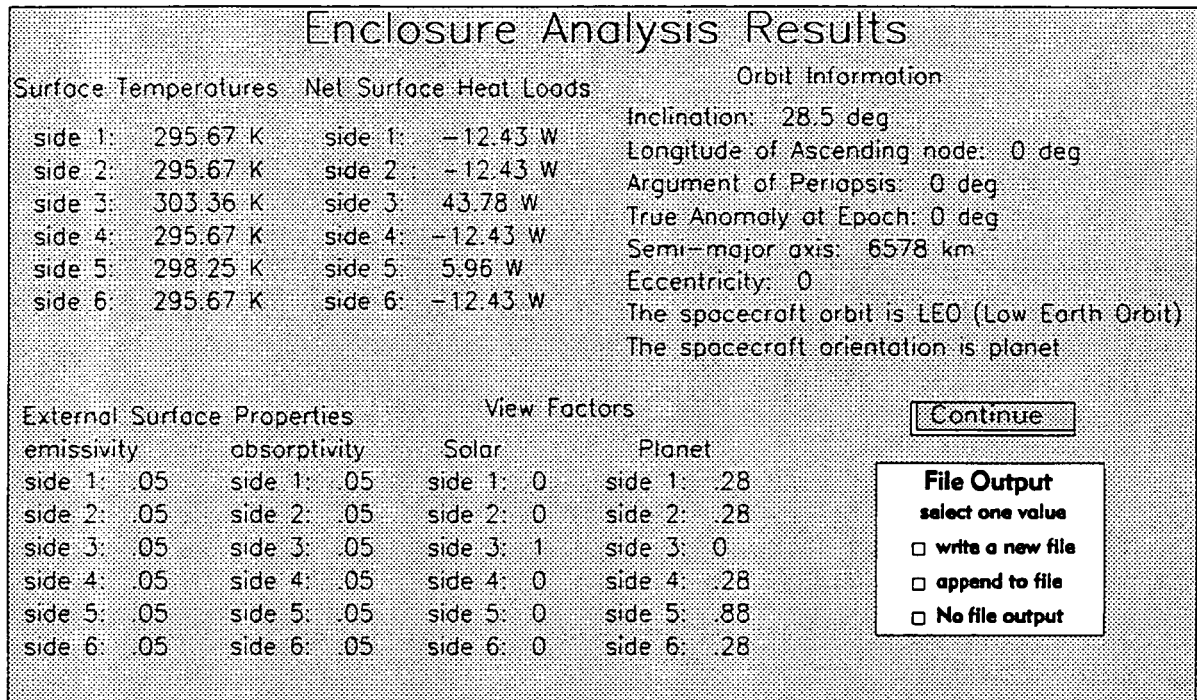 Enclosure Analysis Results
Surface Temperatures Net Surface Heat Loads
side 1: 295.67 K side 1: -12.43 W
side 2: 295.67 K side 2 : -12.43 W
side 3: 303.36 K side 3 43.78 W
side 4: 295.67 K side 4: -12.43 W
side 5: 298.25 K side 5 5.96 W
side 6: 295.67 K side 6: -12.43 W
Orbit Information
Inclination: 28.5 deg
Longitude of Ascending node: 0 deg
Argument of Periapsis: 0 deg
True Anomaly at Epoch: 0 deg
Semi-major axis: 6578 km
Eccentricity: 0
The spacecraft orbit is LEO (Low Earth Orbit)
The spacecraft orientation is planet
External Surface Properties View Factors
emissivity absorptivity Solar Planet
side 1: .05 side 1: .05 side 1: 0 side 1: .28
side 2: .05 side 2: .05 side 2: 0 side 2: .28
side 3: .05 side 3: .05 side 3: 1 side 3: 0
side 4: .05 side 4: .05 side 4: 0 side 4: .28
side 5: .05 side 5: .05 side 5: 0 side 5: .88
side 6: .05 side 6: .05 side 6: 0 side 6: .28
Continue
File Output
select one value
write a new file
append to file
No file output